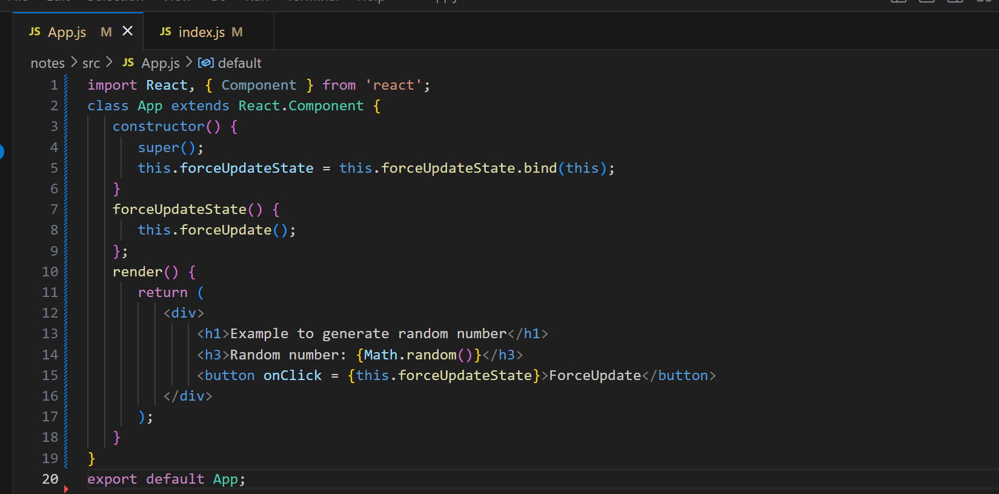 JS App.js M × JS index.js M
notes > src > JS App.js > default
1 import React, { Component } from 'react';
2 class App extends React.Component {
3 constructor() {
4 super();
5 this.forceUpdateState = this.forceUpdateState.bind(this);
6 }
7 forceUpdateState() {
8 this.forceUpdate();
9 };
10 render() {
11 return (
12 <div>
13 <h1>Example to generate random number</h1>
14 <h3>Random number: {Math.random()}</h3>
15 <button onClick = {this.forceUpdateState}>ForceUpdate</button>
16 </div>
17 );
18 }
19 }
20 export default App;